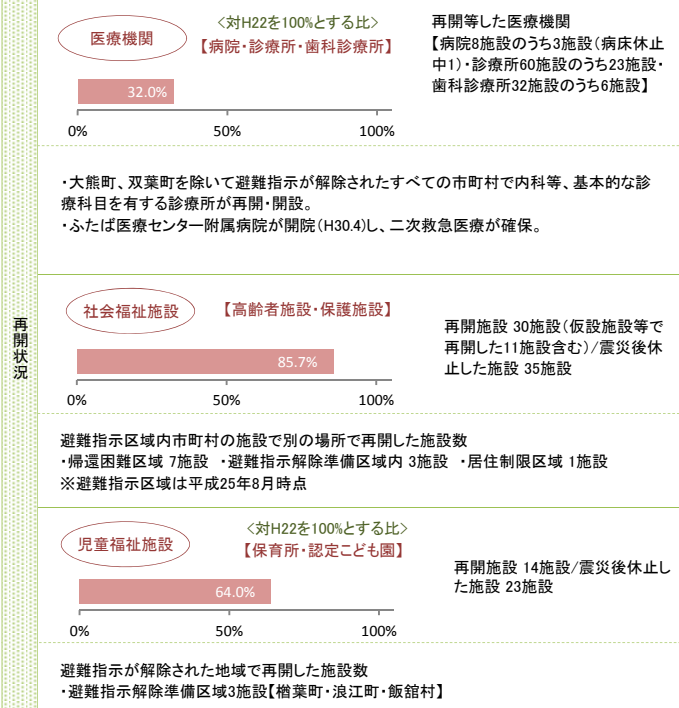 再開状況
医療機関
<対H22を100%とする比>
【病院・診療所・歯科診療所】
32.0%
0%
50%
100%
再開等した医療機関
【病院8施設のうち3施設(病床休止
中1)・診療所60施設のうち23施設・
歯科診療所32施設のうち6施設】
・大熊町、双葉町を除いて避難指示が解除されたすべての市町村で内科等、基本的な診
療科目を有する診療所が再開・開設。
・ふたば医療センター附属病院が開院(H30.4)し、二次救急医療が確保。
社会福祉施設
【高齢者施設・保護施設】
85.7%
0%
50%
100%
再開施設 30施設(仮設施設等で
再開した11施設含む)/震災後休
止した施設 35施設
避難指示区域内市町村の施設で別の場所で再開した施設数
・帰還困難区域 7施設 ・避難指示解除準備区域内 3施設 ・居住制限区域 1施設
※避難指示区域は平成25年8月時点
児童福祉施設
<対H22を100%とする比>
【保育所・認定こども園】
64.0%
0%
50%
100%
再開施設 14施設/震災後休止し
た施設 23施設
避難指示が解除された地域で再開した施設数
・避難指示解除準備区域3施設【楢葉町・浪江町・飯舘村】